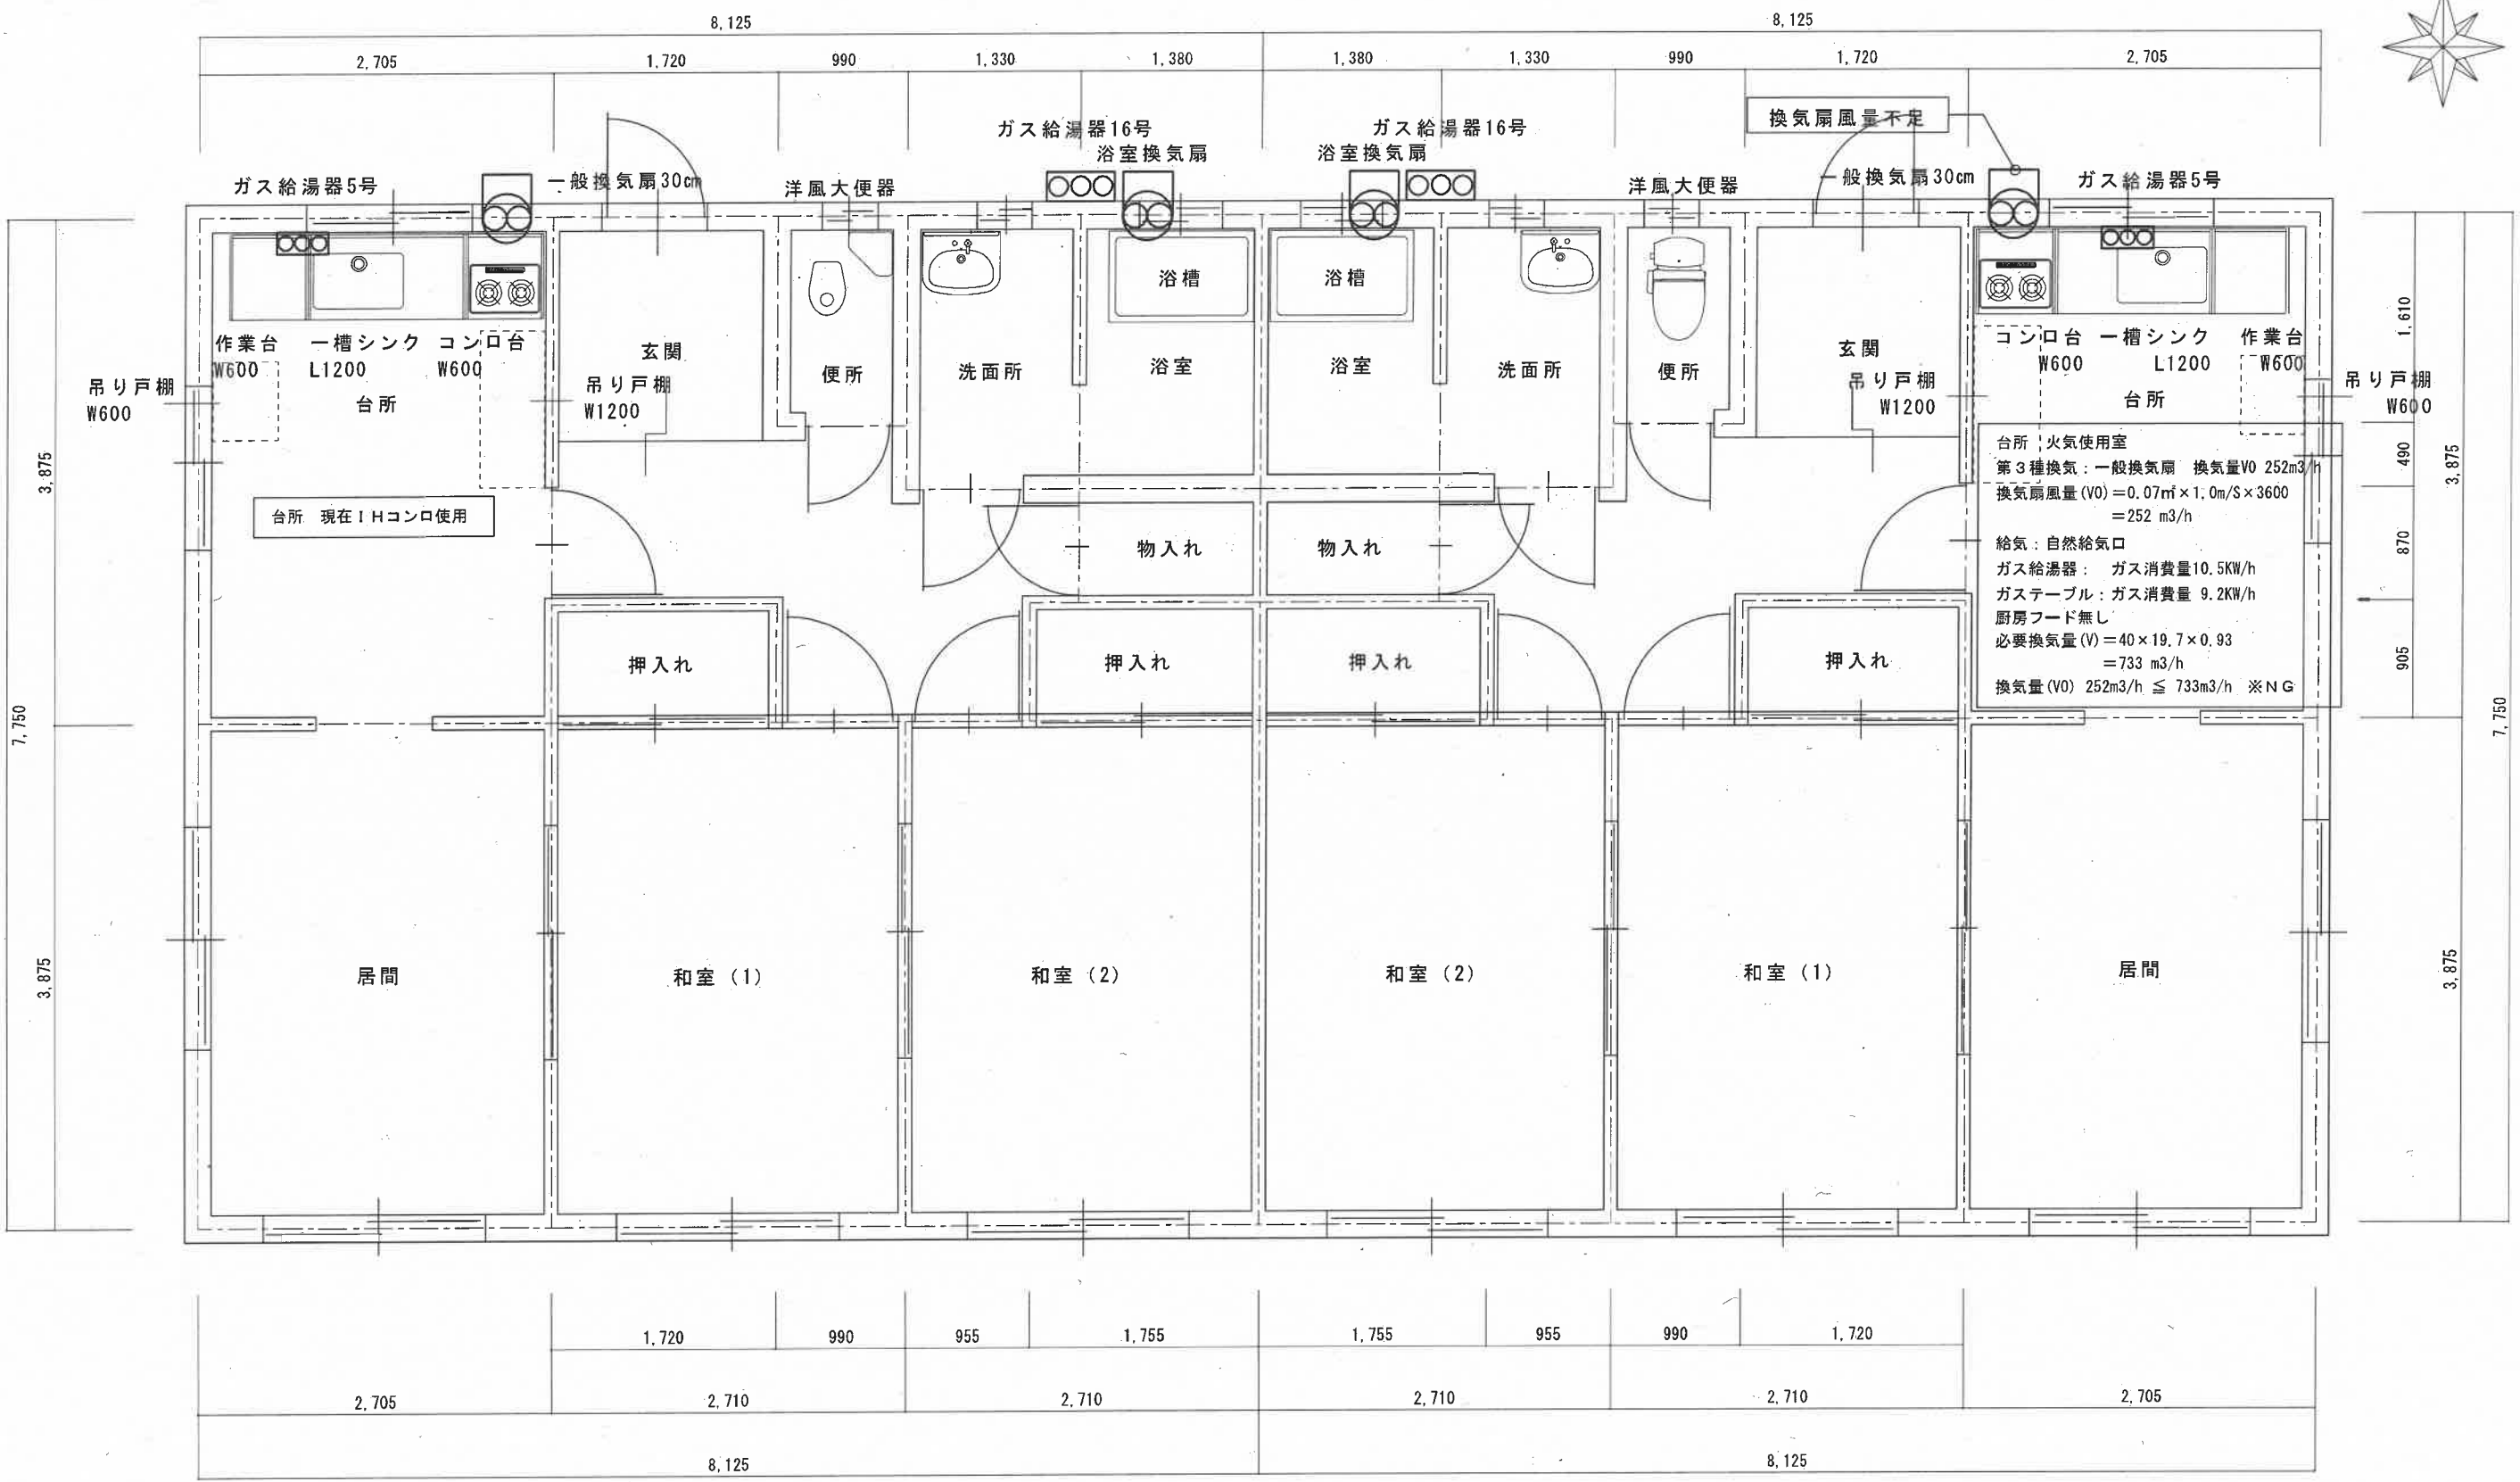 8,125
8,125
2,705
1,720
990
1,330
1,380
1,380
1,330
990
1,720
2,705
換気扇風量不足
ガス給湯器16号
浴室換気扇
ガス給湯器16号
浴室換気扇
ガス給湯器5号
一般換気扇30cm
洋風大便器
洋風大便器
一般換気扇30cm
ガス給湯器5号
作業台
W600
一槽シンク
L1200
コンロ台
W600
台所
吊り戸棚
W600
玄関
吊り戸棚
W1200
便所
洗面所
浴槽
浴室
浴槽
浴室
洗面所
便所
玄関
吊り戸棚
W1200
コンロ台
W600
一槽シンク
L1200
作業台
W600
台所
吊り戸棚
W600
台所 現在IHコンロ使用
台所 火気使用室
第3種換気:一般換気扇 換気量V0 252m3/h
換気扇風量(V0)=0.07㎡×1.0m/S×3600
=252 m3/h
給気:自然給気口
ガス給湯器: ガス消費量10.5KW/h
ガステーブル:ガス消費量 9.2KW/h
厨房フード無し
必要換気量(V)=40×19.7×0.93
=733 m3/h
換気量(V0) 252m3/h ≦ 733m3/h ※NG
物入れ
物入れ
押入れ
押入れ
押入れ
押入れ
居間
和室(1)
和室(2)
和室(2)
和室(1)
居間
7,750
3,875
3,875
1,610
490
870
905
3,875
3,875
7,750
1,720
990
955
1,755
1,755
955
990
1,720
2,705
2,710
2,710
2,710
2,710
2,705
8,125
8,125